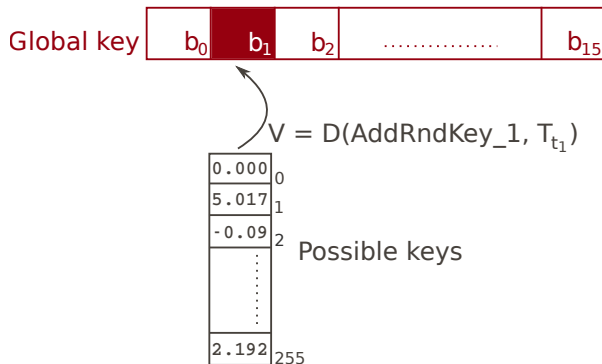 Global key b0 b1 b2 .................... b15
V = D(AddRndKey_1, Tt1)
0.000 0
5.017 1
-0.09 2
Possible keys
2.192 255